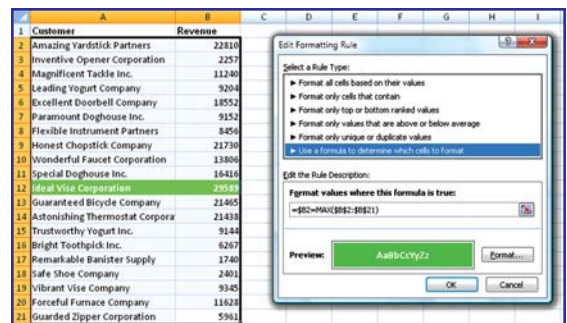 A B C D E F G H I
1 Customer Revenue
2 Amazing Yardstick Partners 22810
3 Inventive Opener Corporation 2257
4 Magnificent Tackle Inc. 11240
5 Leading Yogurt Company 9204
6 Excellent Doorbell Company 18552
7 Paramount Doghouse Inc. 9152
8 Flexible Instrument Partners 8456
9 Honest Chopstick Company 21730
10 Wonderful Faucet Corporation 13806
11 Special Doghouse Inc. 16416
12 Ideal Vise Corporation 29589
13 Guaranteed Bicycle Company 21465
14 Astonishing Thermostat Corpora 21438
15 Trustworthy Yogurt Inc. 9144
16 Bright Toothpick Inc. 6267
17 Remarkable Banister Supply 1740
18 Safe Shoe Company 2401
19 Vibrant Vise Company 9345
20 Forceful Furnace Company 11628
21 Guarded Zipper Corporation 5961
Edit Formatting Rule
Select a Rule Type:
► Format all cells based on their values
► Format only cells that contain
► Format only top or bottom ranked values
► Format only values that are above or below average
► Format only unique or duplicate values
► Use a formula to determine which cells to format
Edit the Rule Description:
Format values where this formula is true:
=$B2=MAX($B$2:$B$21)
Preview: AaBbCcYyZz Format...
OK Cancel